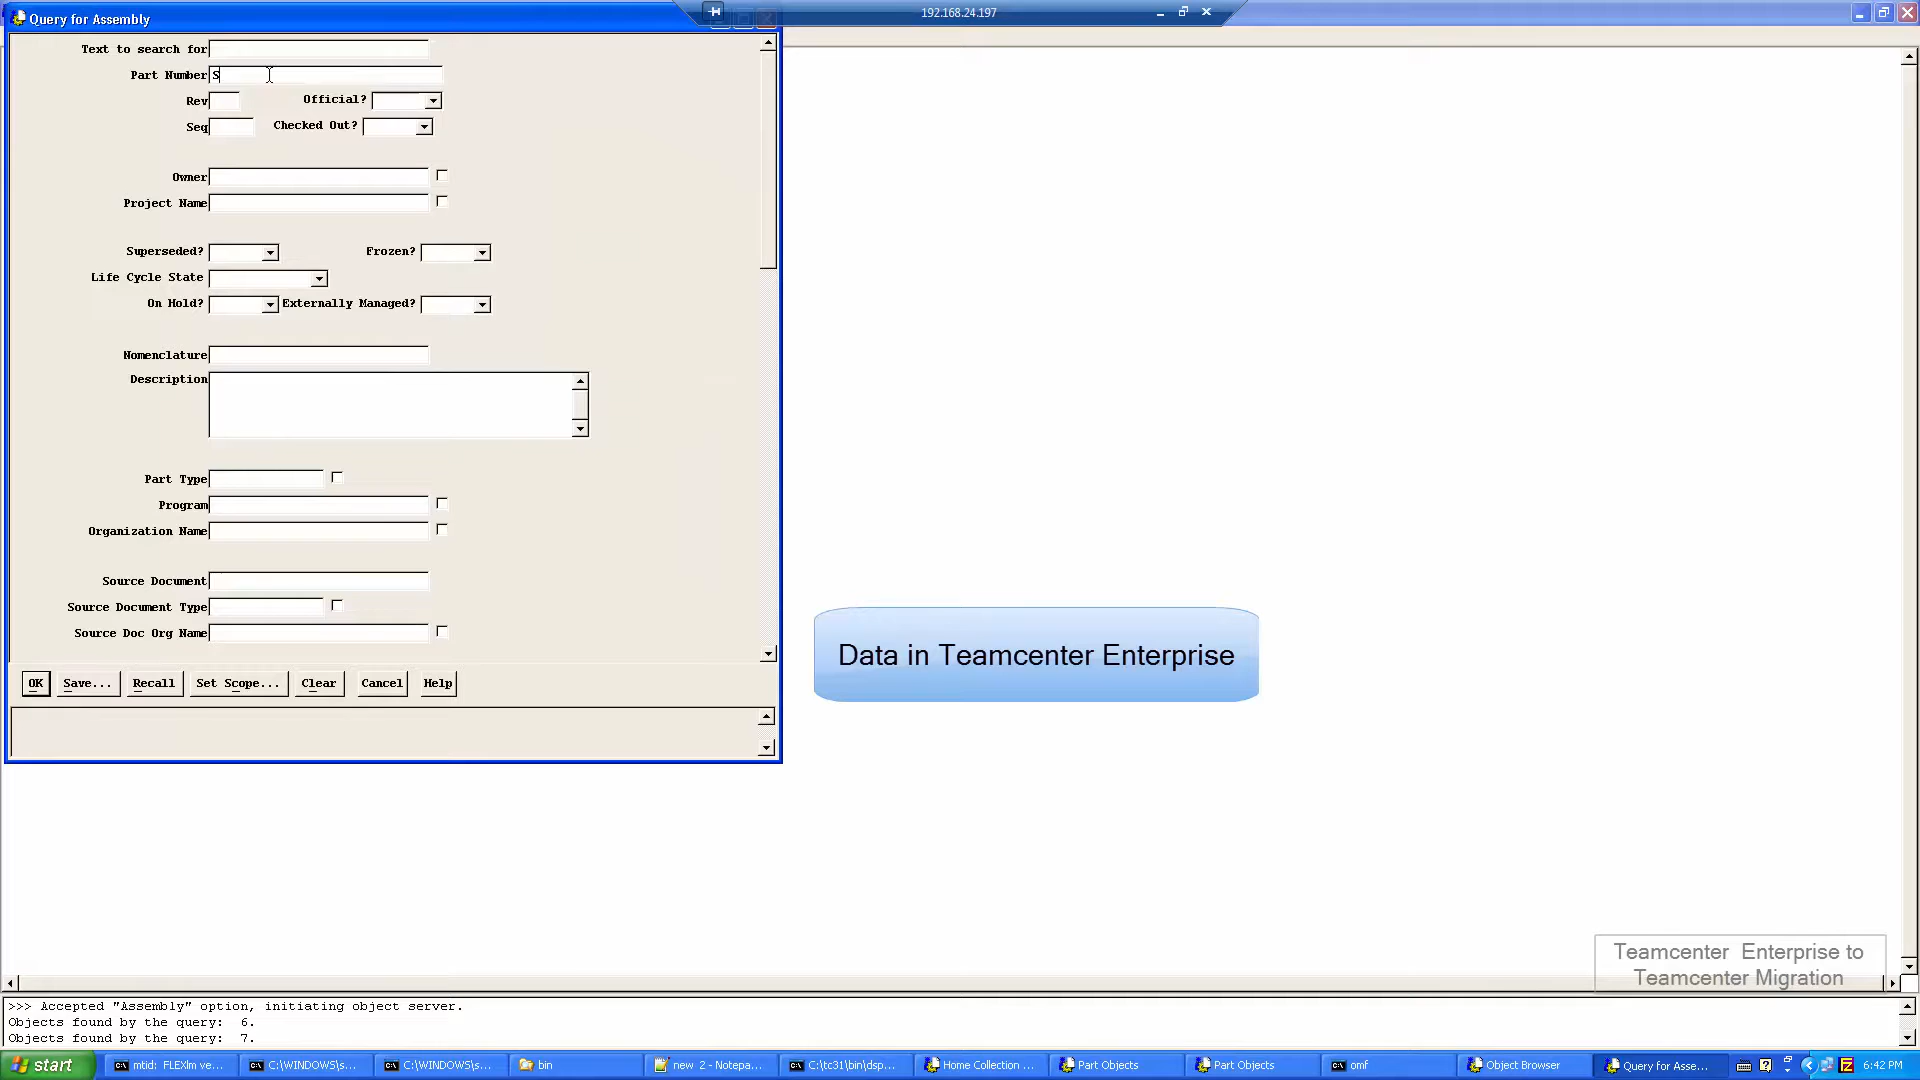 Query for Assembly
192.168.24.197
Text to search for
Part Number S
Rev Official?
Seq Checked Out?
Owner
Project Name
Superseded? Frozen?
Life Cycle State
On Hold? Externally Managed?
Nomenclature
Description
Part Type
Program
Organization Name
Source Document
Source Document Type
Source Doc Org Name
OK Save... Recall Set Scope... Clear Cancel Help
Data in Teamcenter Enterprise
Teamcenter Enterprise to
Teamcenter Migration
>>> Accepted "Assembly" option, initiating object server.
Objects found by the query: 6.
Objects found by the query: 7.
start mtid: FLEXlm ve... C:\WINDOWS\s... C:\WINDOWS\s... bin new 2 - Notepa... C:\tc31\bin\dsp... Home Collection ... Part Objects Part Objects omf Object Browser Query for Asse... 6:42 PM